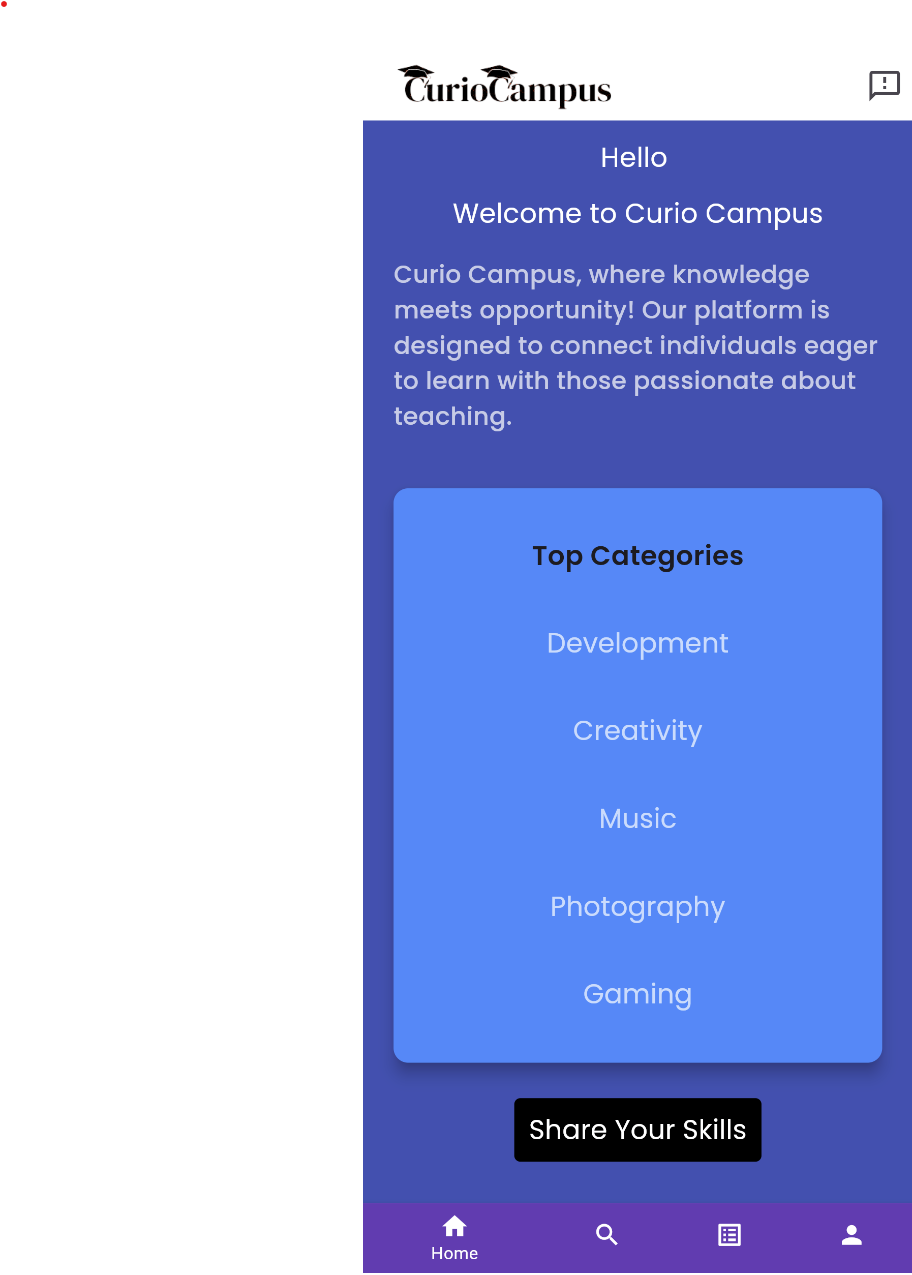 CurioCampus
Hello
Welcome to Curio Campus
Curio Campus, where knowledge
meets opportunity! Our platform is
designed to connect individuals eager
to learn with those passionate about
teaching.
Top Categories
Development
Creativity
Music
Photography
Gaming
Share Your Skills
Home